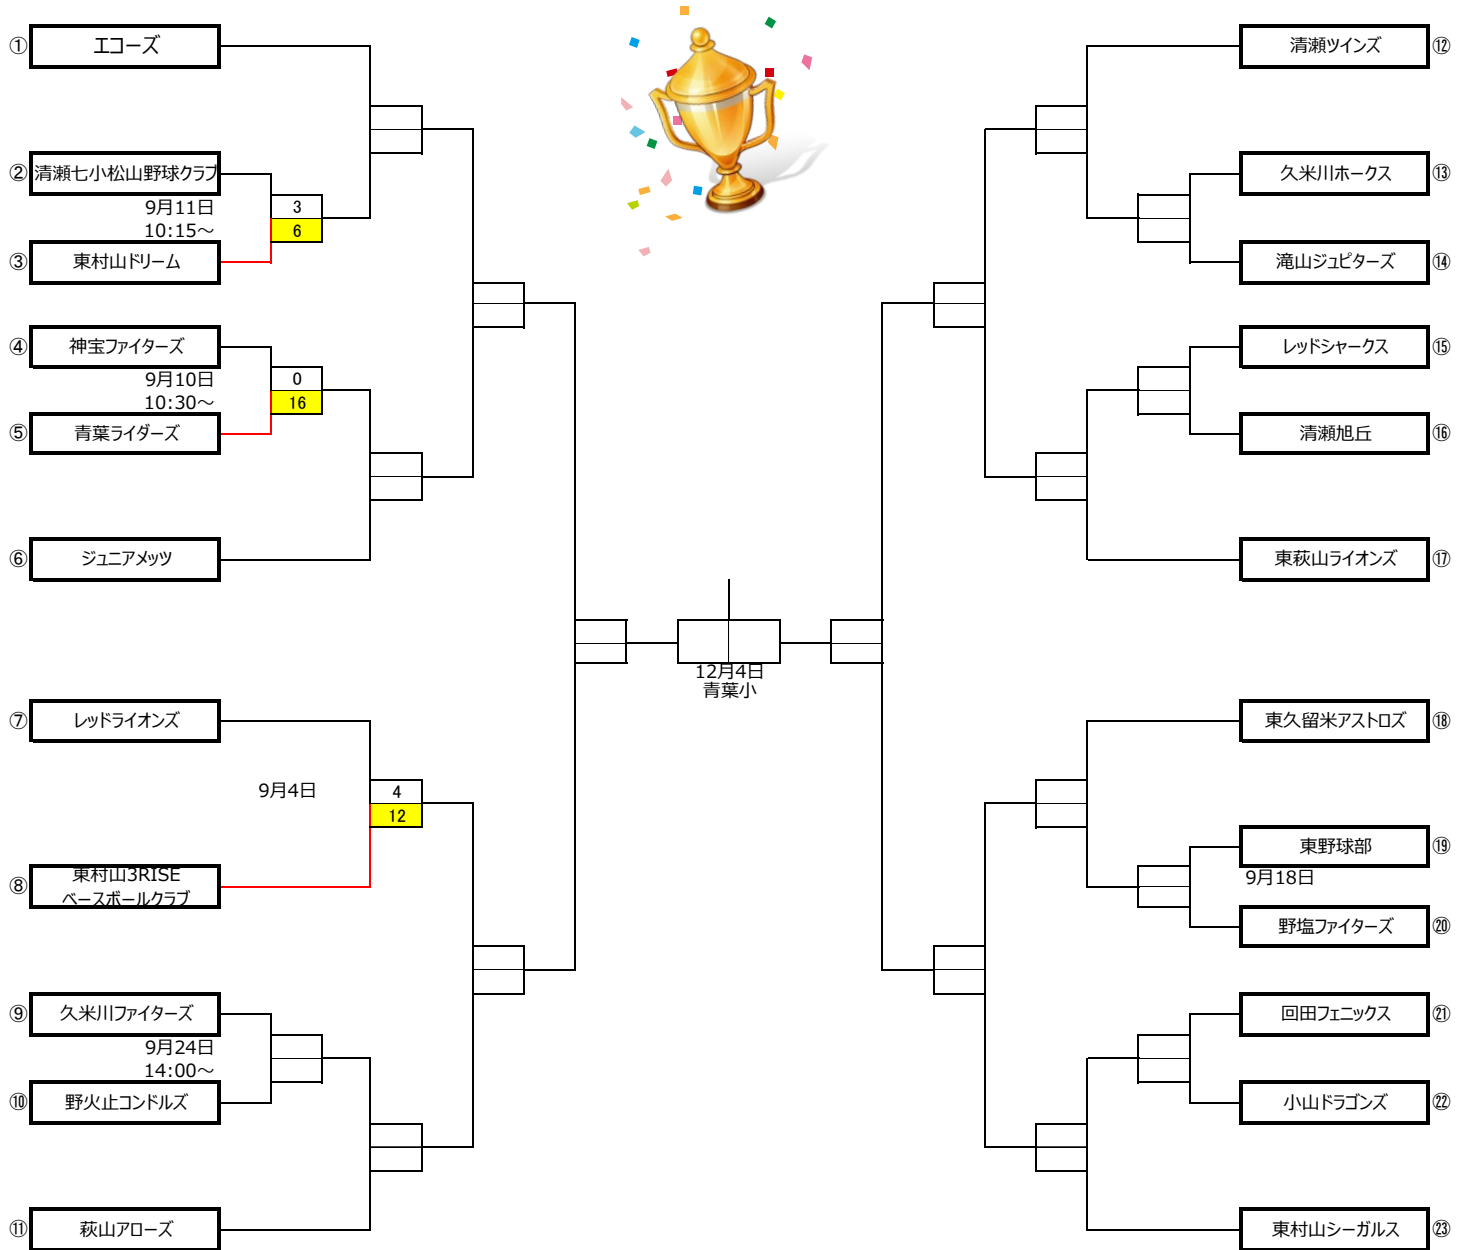 ① エコーズ
② 清瀬七小松山野球クラブ
9月11日
10:15～
3
6
③ 東村山ドリーム
④ 神宝ファイターズ
9月10日
10:30～
0
16
⑤ 青葉ライダーズ
⑥ ジュニアメッツ
⑦ レッドライオンズ
9月4日
4
12
⑧ 東村山3RISE
ベースボールクラブ
⑨ 久米川ファイターズ
9月24日
14:00～
⑩ 野火止コンドルズ
⑪ 萩山アローズ
12月4日
青葉小
清瀬ツインズ ⑫
久米川ホークス ⑬
滝山ジュピターズ ⑭
レッドシャークス ⑮
清瀬旭丘 ⑯
東萩山ライオンズ ⑰
東久留米アストロズ ⑱
東野球部 ⑲
9月18日
野塩ファイターズ ⑳
回田フェニックス ㉑
小山ドラゴンズ ㉒
東村山シーガルス ㉓